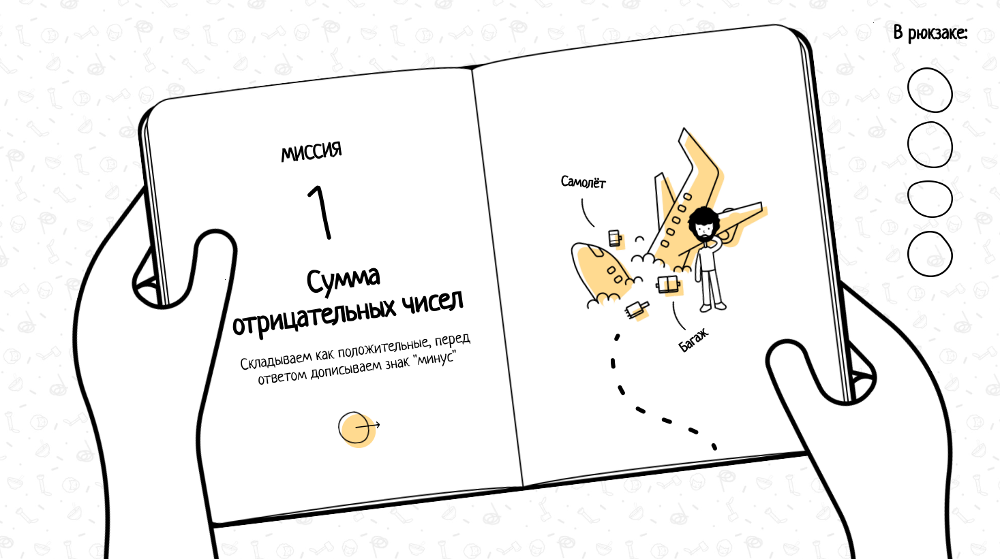 В рюкзаке:
МИССИЯ
1
Сумма
отрицательных чисел
Складываем как положительные, перед
ответом дописываем знак "минус"
Самолёт
Багаж